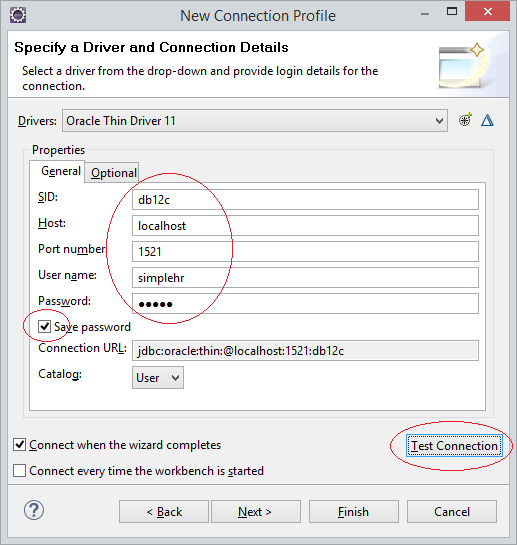 New Connection Profile
Specify a Driver and Connection Details
Select a driver from the drop-down and provide login details for the
connection.
Drivers: Oracle Thin Driver 11
Properties
General Optional
SID: db12c
Host: localhost
Port number: 1521
User name: simplehr
Password: ●●●●●
Save password
Connection URL: jdbc:oracle:thin:@localhost:1521:db12c
Catalog: User
Connect when the wizard completes
Test Connection
Connect every time the workbench is started
? < Back Next > Finish Cancel